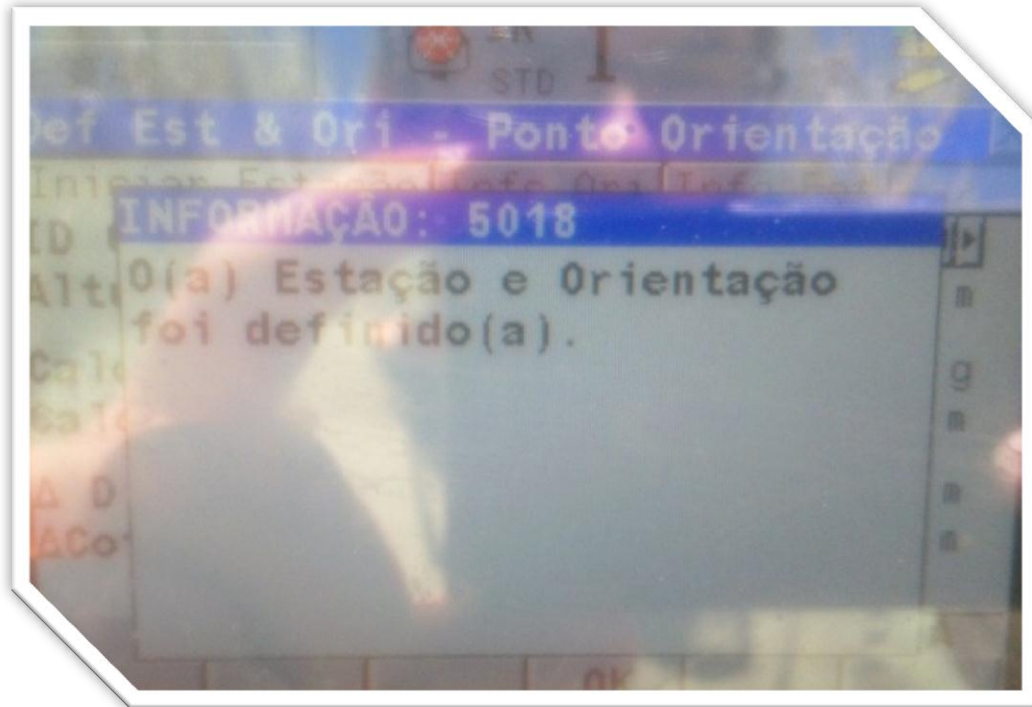 STD
Def Est & Ori - Ponto Orientação
INFORMAÇÃO: 5018
O(a) Estação e Orientação
foi definido(a).
m
g
m
m
m
OK